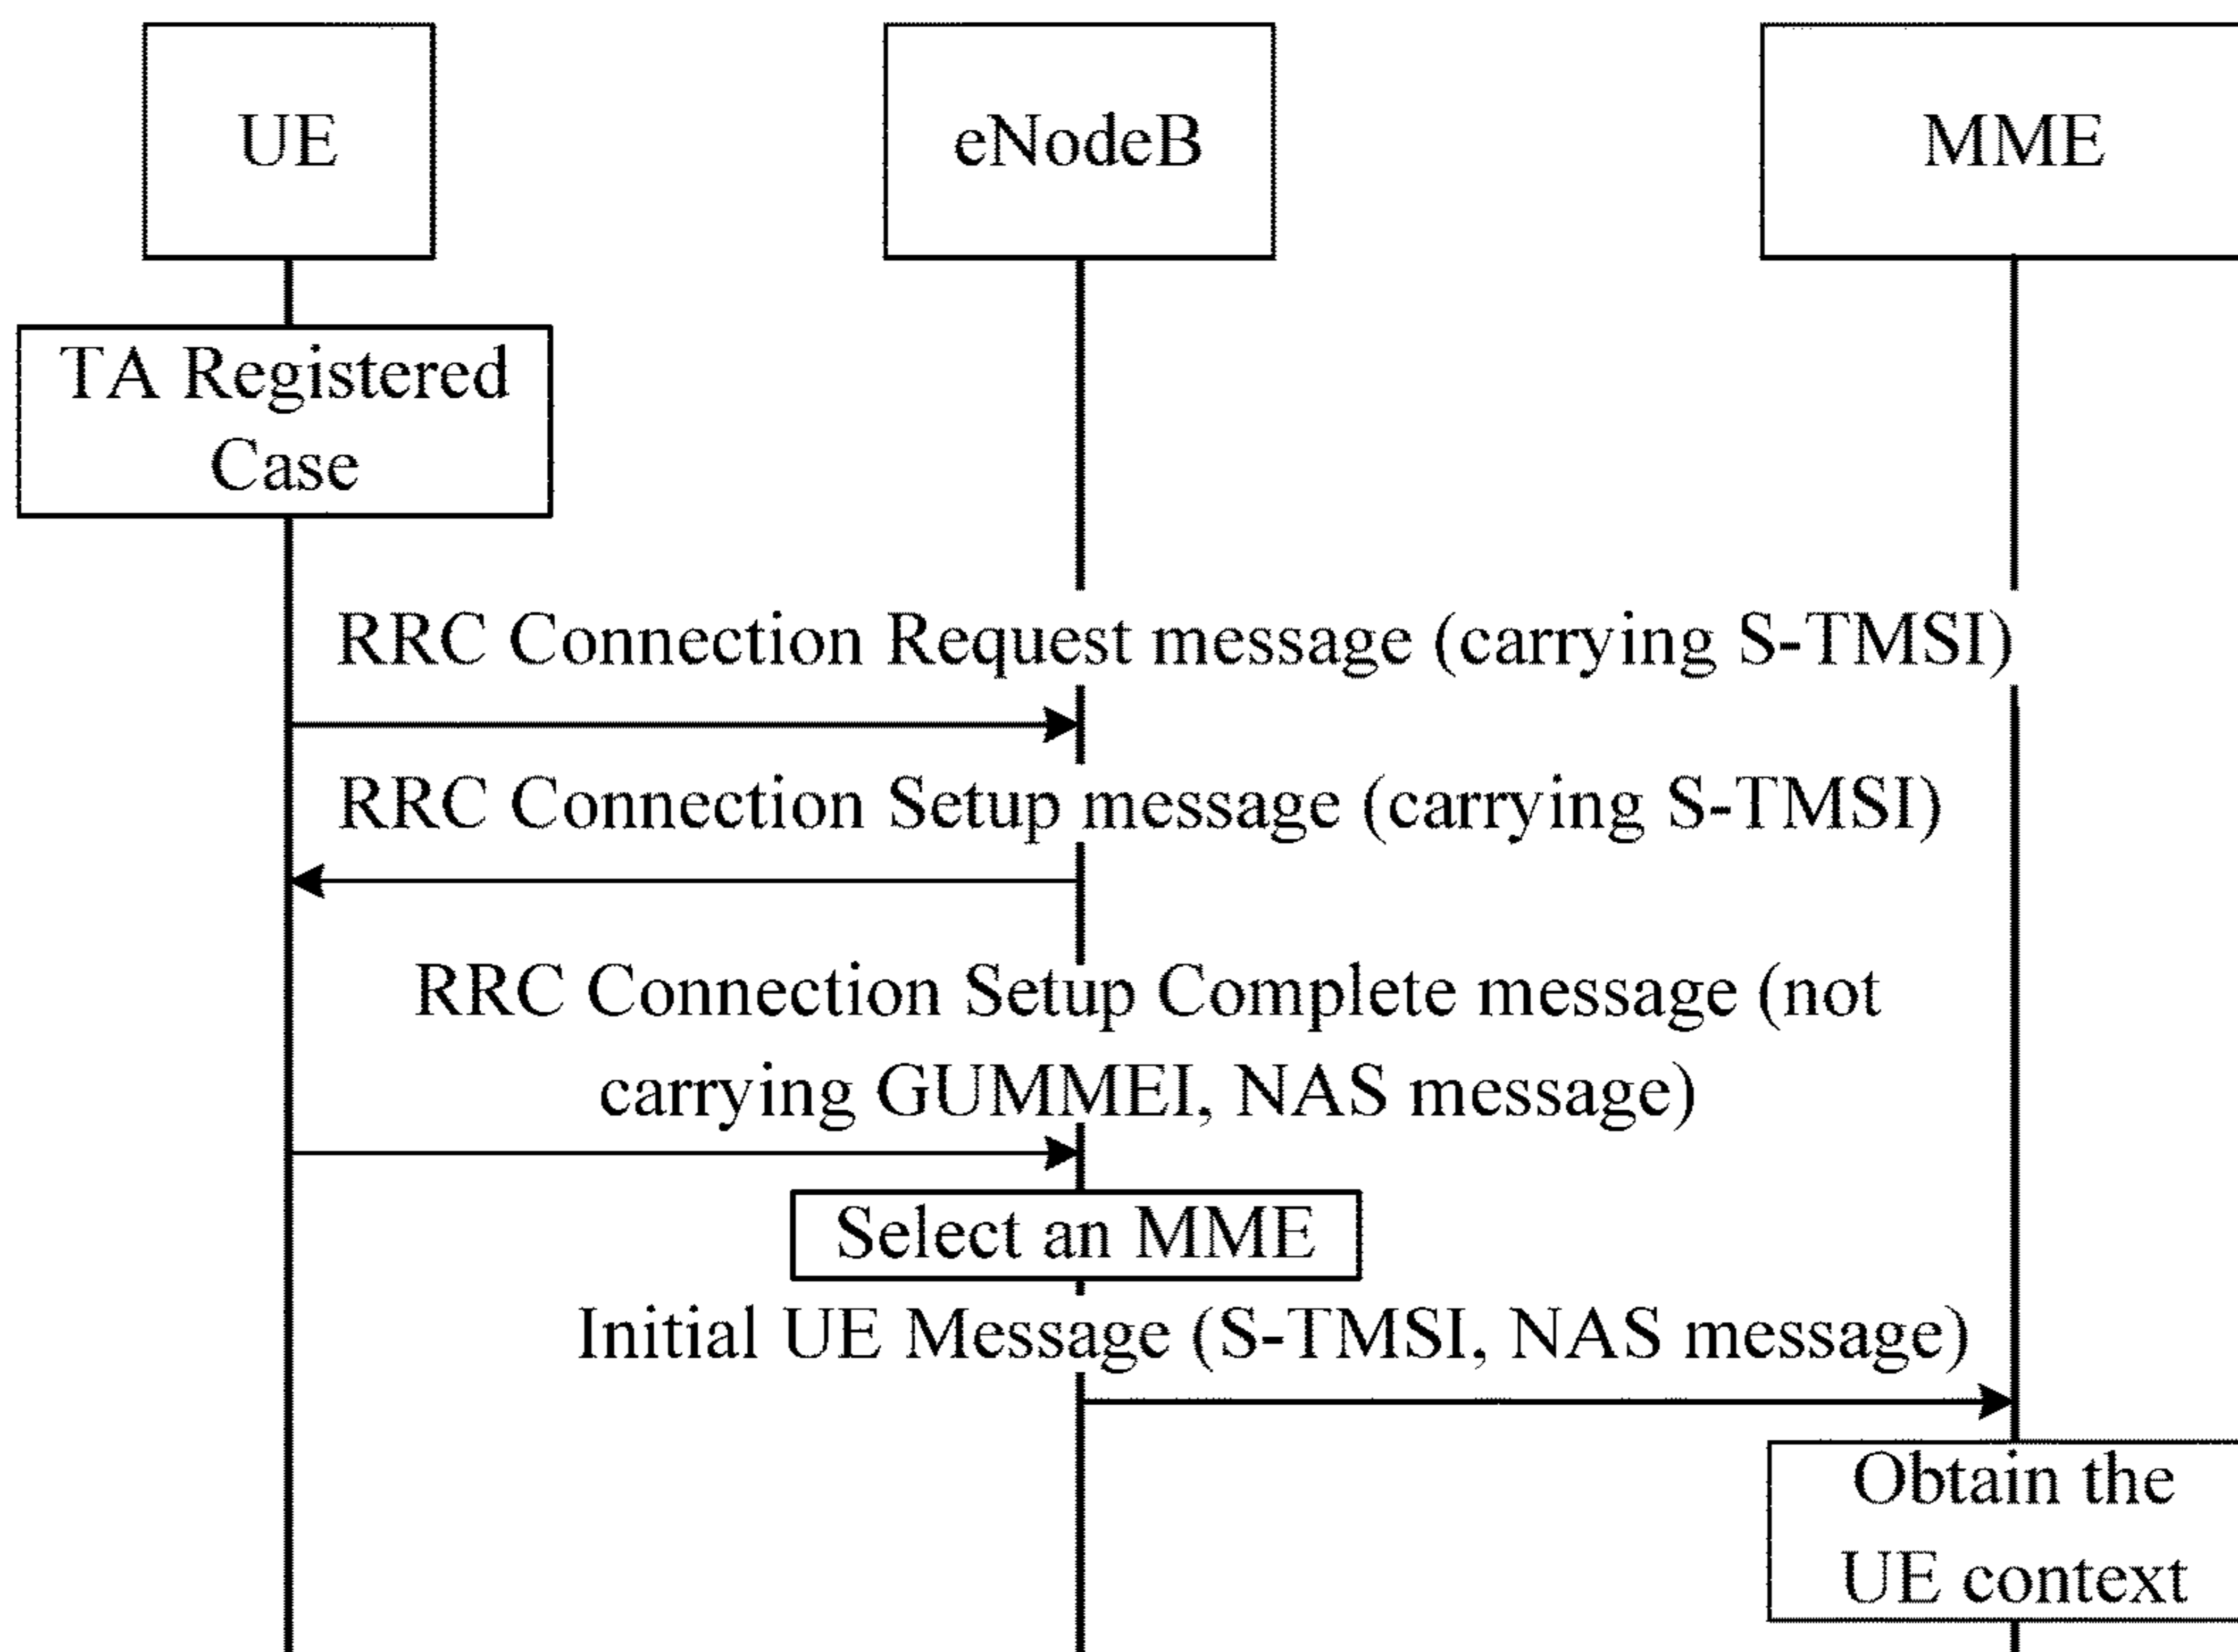 UE
eNodeB
MME
TA Registered
Case
RRC Connection Request message (carrying S-TMSI)
RRC Connection Setup message (carrying S-TMSI)
RRC Connection Setup Complete message (not
carrying GUMMEI, NAS message)
Select an MME
Initial UE Message (S-TMSI, NAS message)
Obtain the
UE context